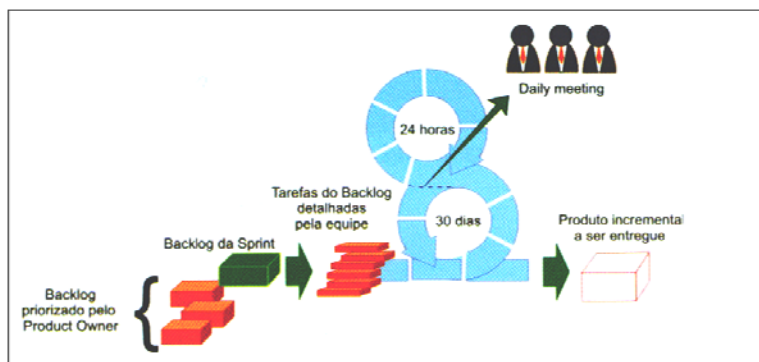 Daily meeting
24 horas
Tarefas do Backlog
detalhadas
pela equipe
30 dias
Produto incremental
a ser entregue
Backlog da Sprint
Backlog
priorizado pelo
Product Owner